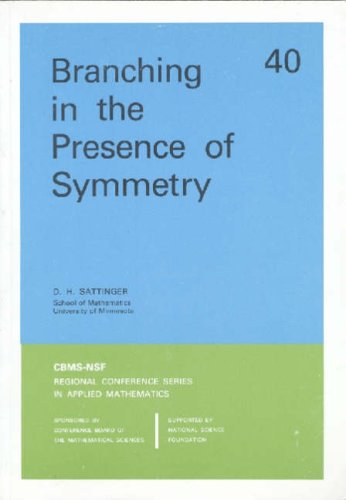 Branching 40
in the
Presence of
Symmetry
D. H. SATTINGER
School of Mathematics
University of Minnesota
CBMS-NSF
REGIONAL CONFERENCE SERIES
IN APPLIED MATHEMATICS
SPONSORED BY
CONFERENCE BOARD OF
THE MATHEMATICAL SCIENCES
SUPPORTED BY
NATIONAL SCIENCE
FOUNDATION